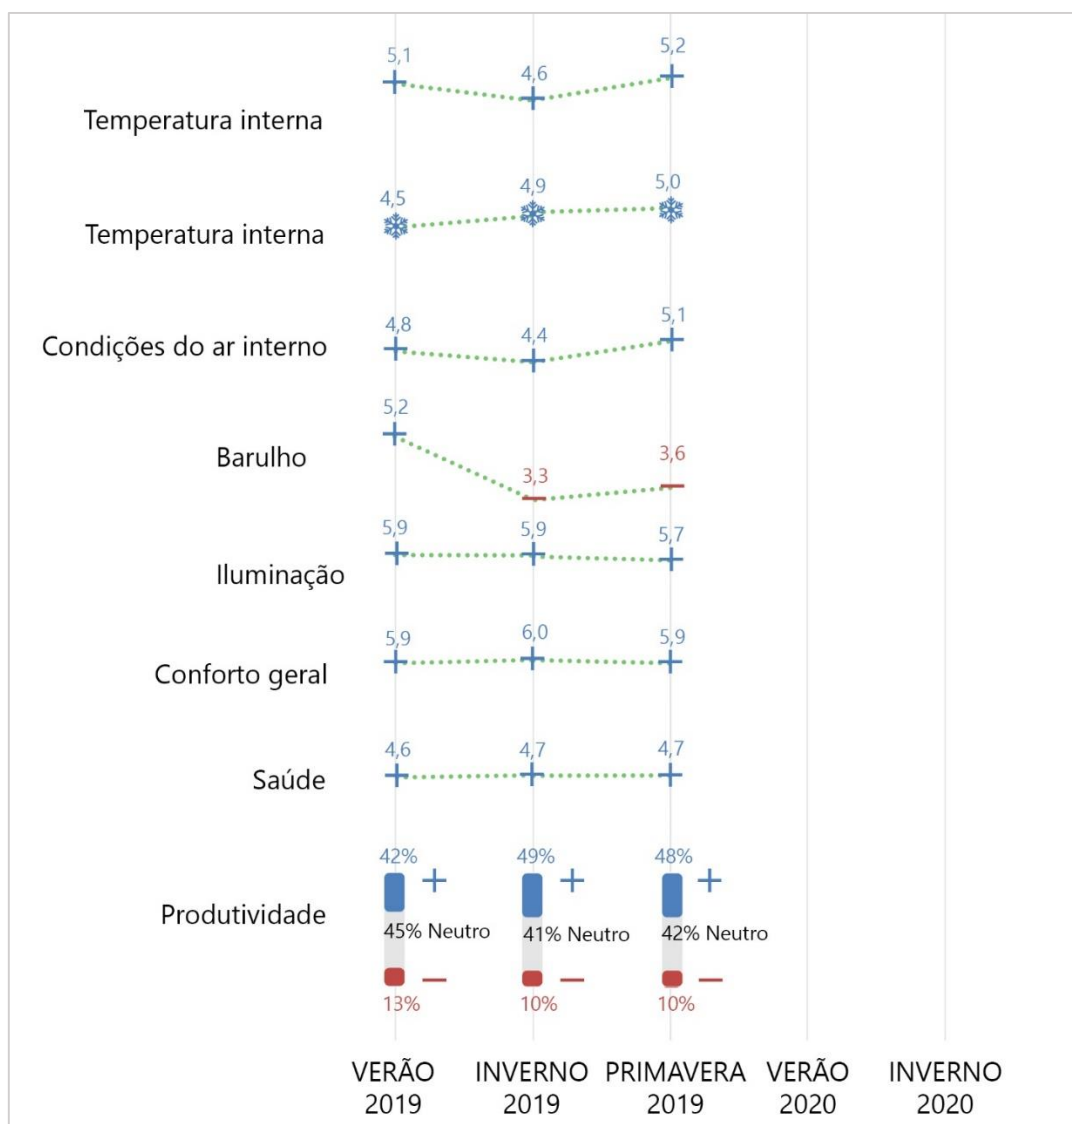 5,1 4,6 5,2
Temperatura interna
4,5 4,9 5,0
Temperatura interna
4,8 4,4 5,1
Condições do ar interno
5,2
Barulho
3,3 3,6
5,9 5,9 5,7
Iluminação
5,9 6,0 5,9
Conforto geral
4,6 4,7 4,7
Saúde
42% 49% 48%
Produtividade
45% Neutro 41% Neutro 42% Neutro
13% 10% 10%
VERÃO INVERNO PRIMAVERA VERÃO INVERNO
2019 2019 2019 2020 2020